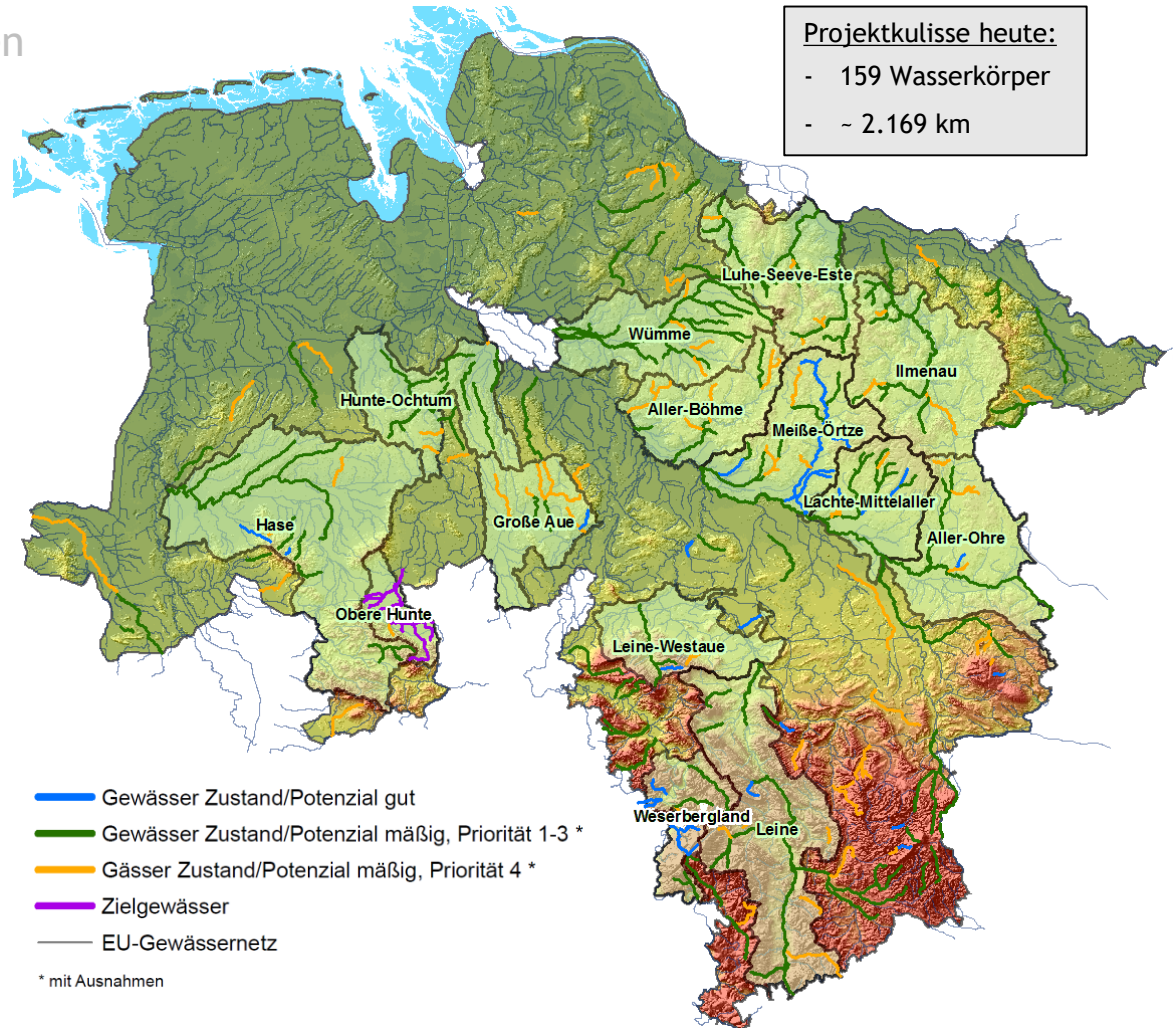 n
Projektkulisse heute:
- 159 Wasserkörper
- ~ 2.169 km
Luhe-Seeve-Este
Wümme
Ilmenau
Hunte-Ochtum
Aller-Böhme
Meiße-Örtze
Lachte-Mittelaller
Hase
Große Aue
Aller-Ohre
Obere Hunte
Leine-Westaue
Weserbergland
Leine
Gewässer Zustand/Potenzial gut
Gewässer Zustand/Potenzial mäßig, Priorität 1-3 *
Gässer Zustand/Potenzial mäßig, Priorität 4 *
Zielgewässer
EU-Gewässernetz
* mit Ausnahmen